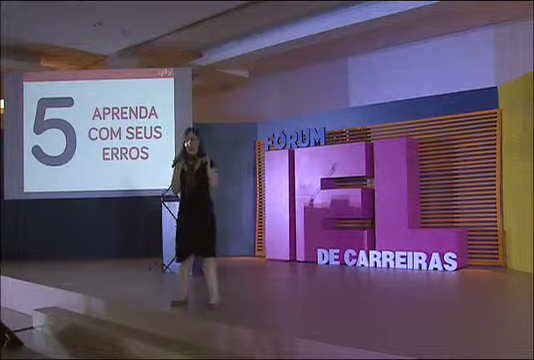 5
APRENDA
COM SEUS
ERROS
FÓRUM
IEL
DE CARREIRAS